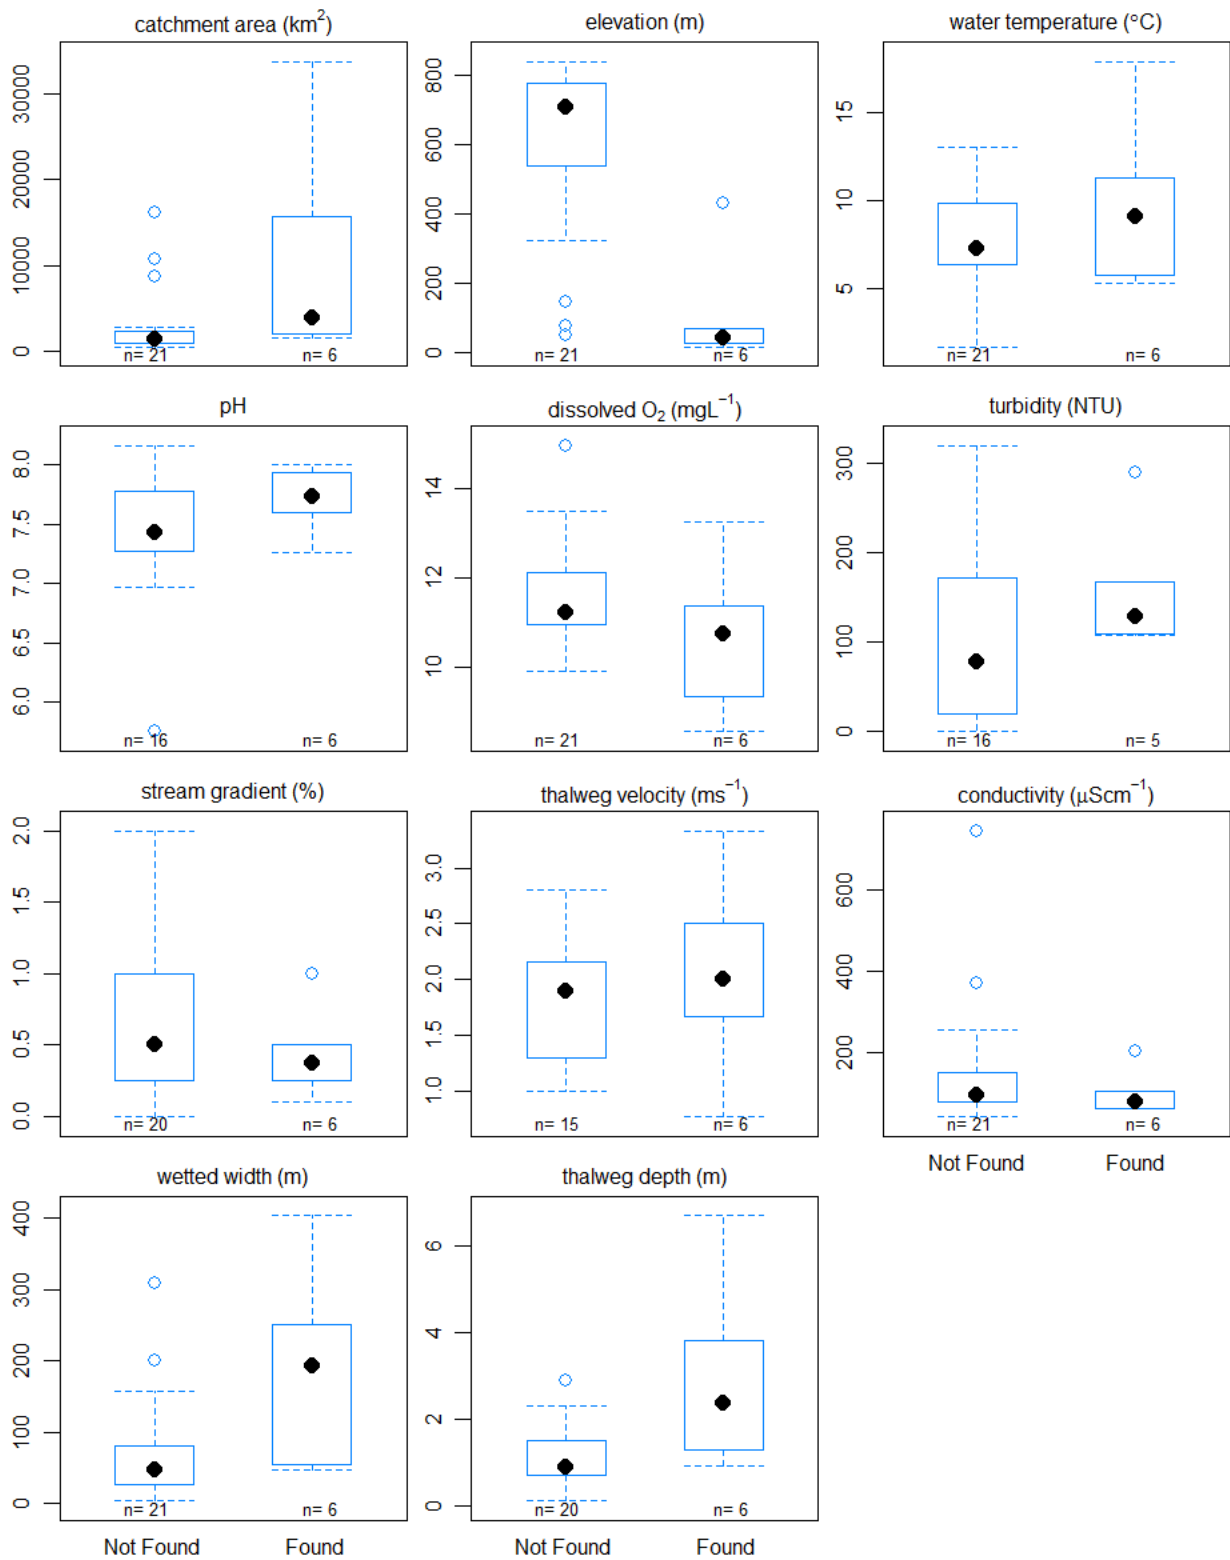 catchment area (km²)
elevation (m)
water temperature (°C)
0 10000 20000 30000
n= 21 n= 6
0 200 400 600 800
n= 21 n= 6
5 10 15
n= 21 n= 6
pH
dissolved O₂ (mgL⁻¹)
turbidity (NTU)
6.0 6.5 7.0 7.5 8.0
n= 16 n= 6
10 12 14
n= 21 n= 6
0 100 200 300
n= 16 n= 5
stream gradient (%)
thalweg velocity (ms⁻¹)
conductivity (µScm⁻¹)
0.0 0.5 1.0 1.5 2.0
n= 20 n= 6
1.0 1.5 2.0 2.5 3.0
n= 15 n= 6
200 400 600
n= 21 n= 6
Not Found Found
wetted width (m)
thalweg depth (m)
0 100 200 300 400
n= 21 n= 6
0 2 4 6
n= 20 n= 6
Not Found Found
Not Found Found